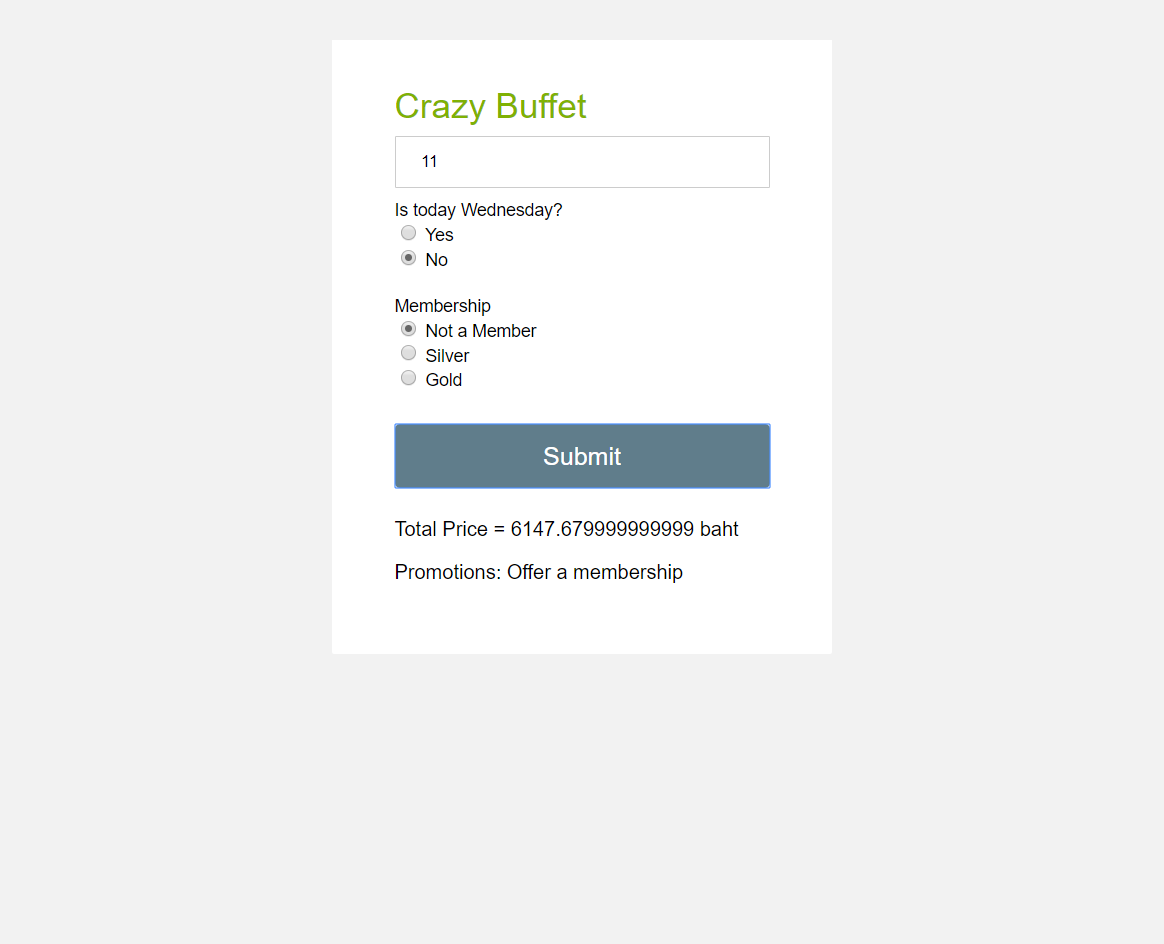 Crazy Buffet
11
Is today Wednesday?
Yes
No
Membership
Not a Member
Silver
Gold
Submit
Total Price = 6147.679999999999 baht
Promotions: Offer a membership